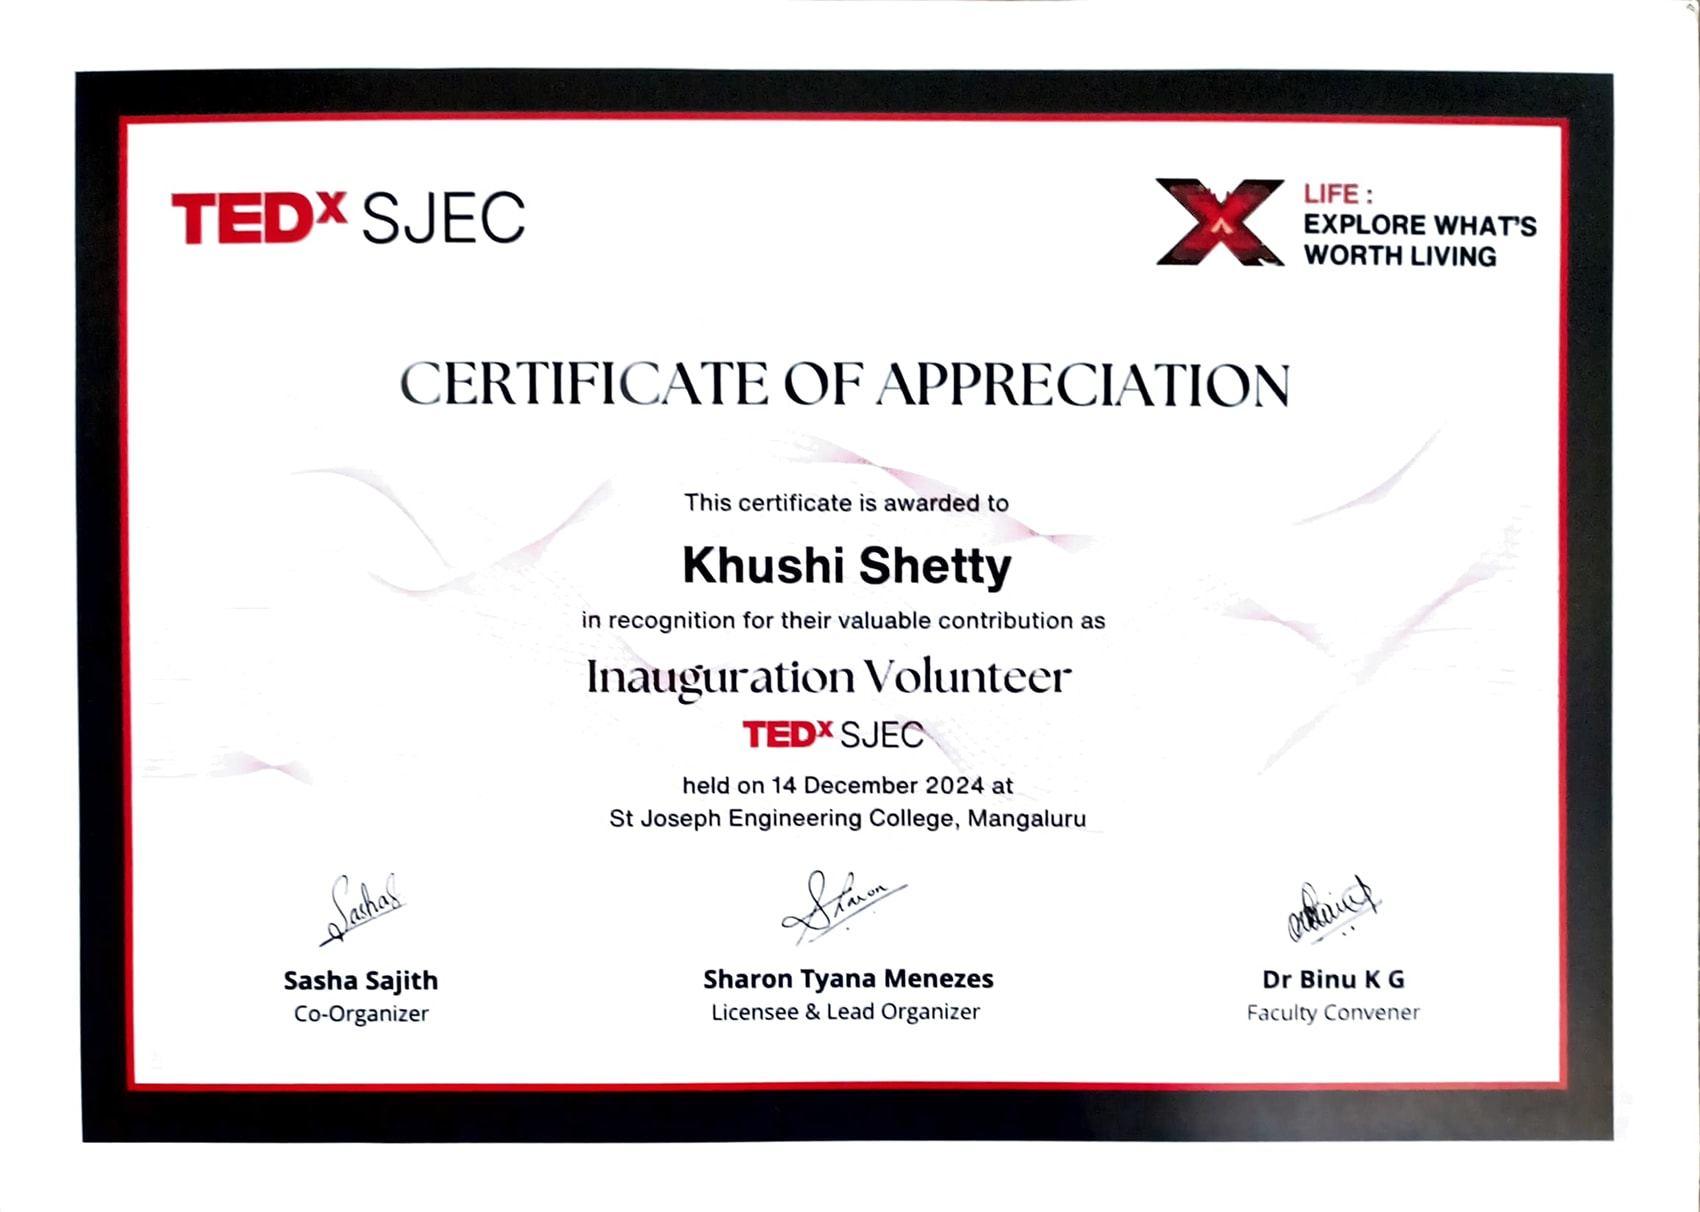 TEDx SJEC
LIFE :
EXPLORE WHAT'S
WORTH LIVING
CERTIFICATE OF APPRECIATION
This certificate is awarded to
Khushi Shetty
in recognition for their valuable contribution as
Inauguration Volunteer
TEDx SJEC
held on 14 December 2024 at
St Joseph Engineering College, Mangaluru
Sashas
Sharon
Sasha Sajith
Co-Organizer
Sharon Tyana Menezes
Licensee & Lead Organizer
Dr Binu K G
Faculty Convener